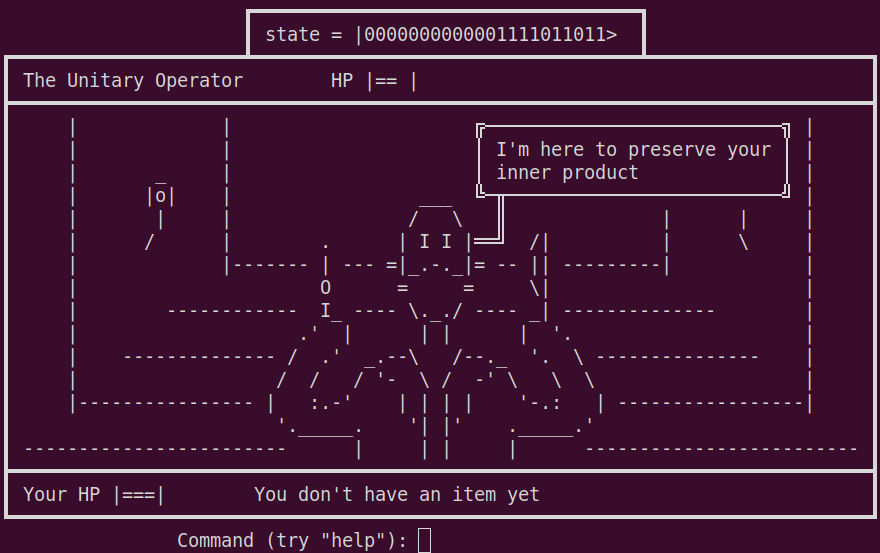 state = |0000000000001111011011>
The Unitary Operator HP |== |
I'm here to preserve your
inner product
Your HP |===| You don't have an item yet
Command (try "help"):